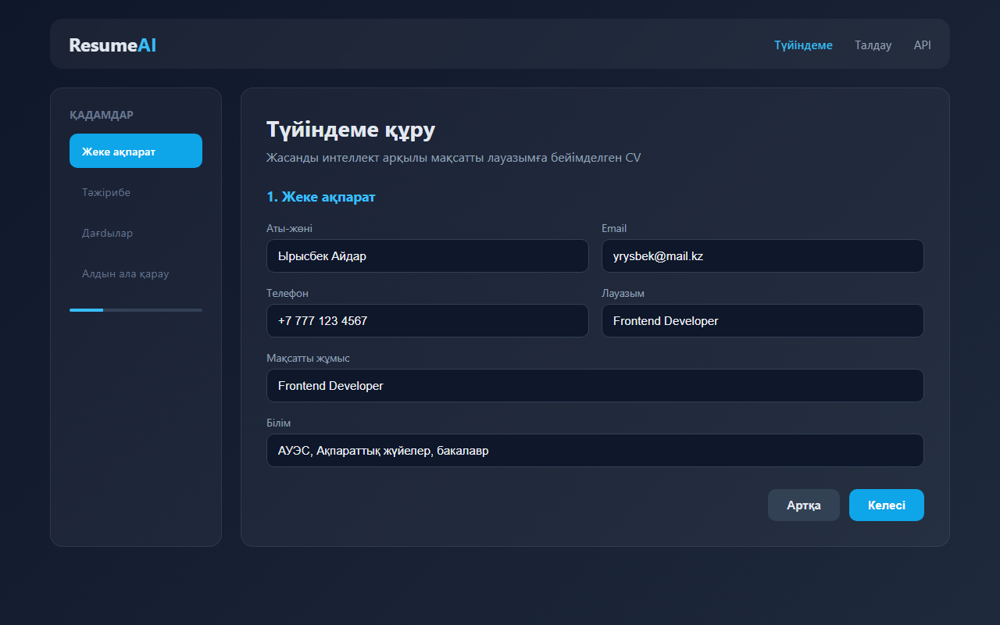 ResumeAI
Түйіндеме
Талдау
API
ҚАДАМДАР
Жеке ақпарат
Тәжірибе
Дағdылар
Алдын ала қарау
Түйіндеме құру
Жасанды интеллект арқылы мақсатты лауазымға бейімделген CV
1. Жеке ақпарат
Аты-жөні
Email
Ырысбек Айдар
yrysbek@mail.kz
Телефон
Лауазым
+7 777 123 4567
Frontend Developer
Мақсатты жұмыс
Frontend Developer
Білім
АУЭС, Ақпараттық жүйелер, бакалавр
Артқа
Келесі